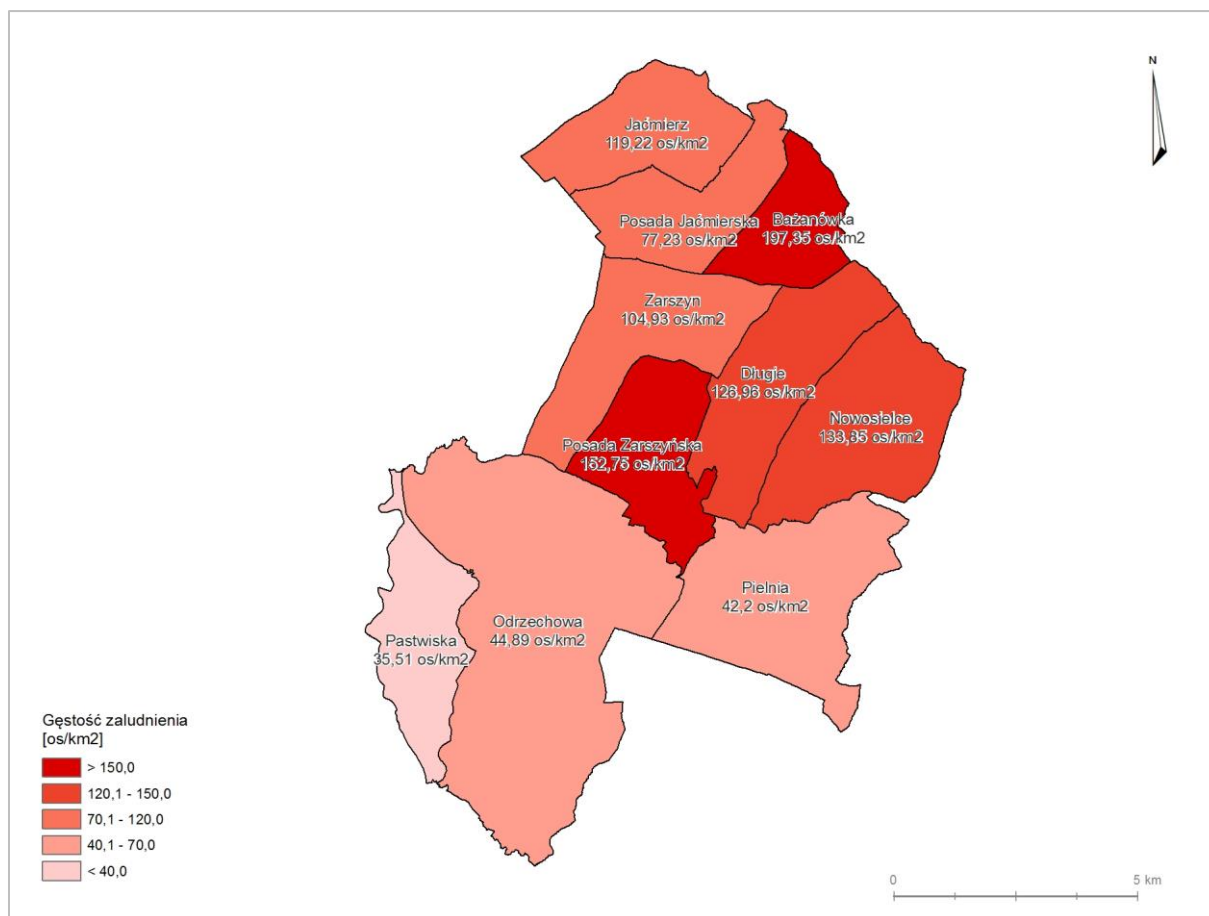 N
Jaćmierz
119,22 os/km2
Posada Jaćmierska
77,23 os/km2
Bażanówka
197,35 os/km2
Zarszyn
104,93 os/km2
Długie
126,96 os/km2
Nowosielce
133,85 os/km2
Posada Zarszyńska
152,75 os/km2
Pielnia
42,2 os/km2
Odrzechowa
44,89 os/km2
Pastwiska
35,51 os/km2
Gęstość zaludnienia
[os/km2]
> 150,0
120,1 - 150,0
70,1 - 120,0
40,1 - 70,0
< 40,0
0 5 km